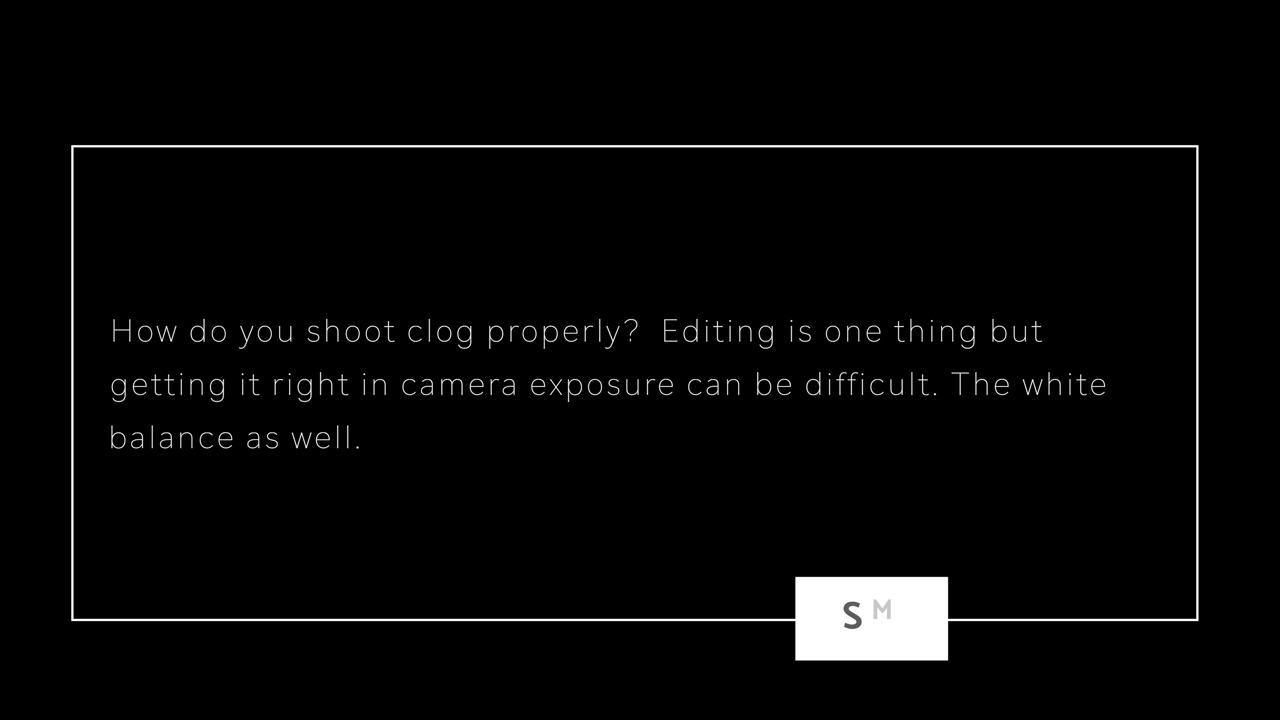 How do you shoot clog properly?  Editing is one thing but
getting it right in camera exposure can be difficult. The white
balance as well.
S M